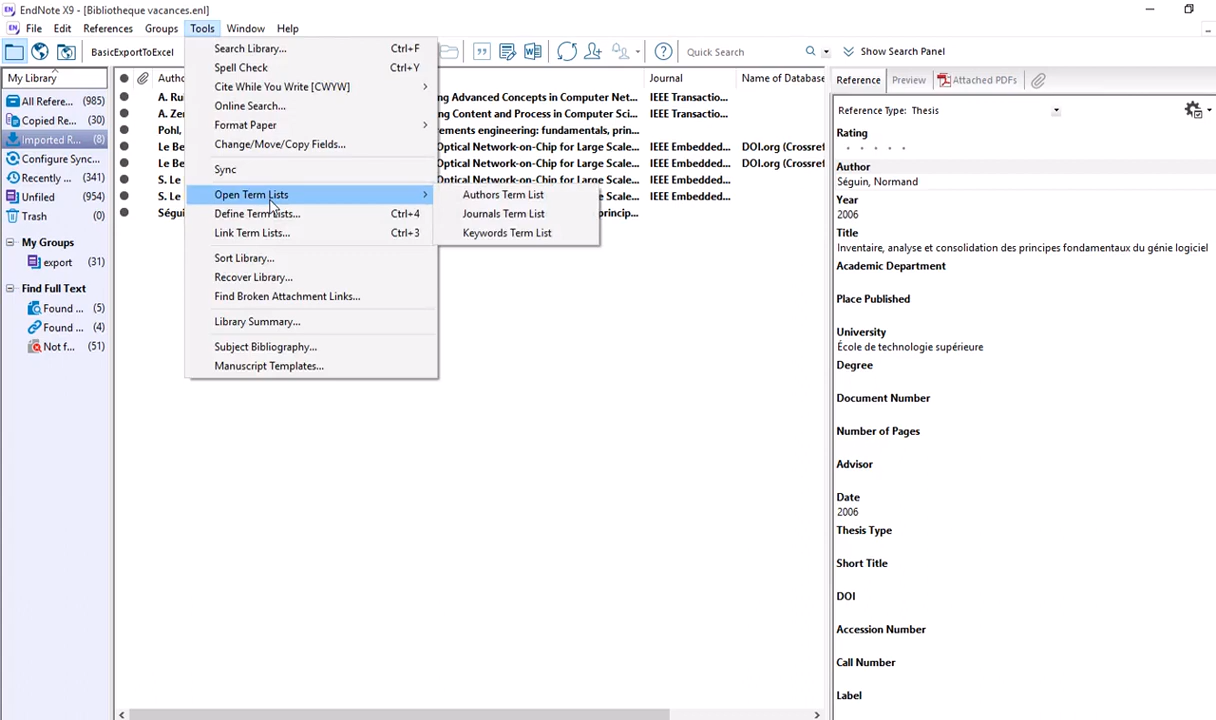 EndNote X9 - [Bibliotheque vacances.enl]
File Edit References Groups Tools Window Help
BasicExportToExcel
Quick Search
Show Search Panel
My Library
All Refere... (985)
Copied Re... (30)
Imported R... (8)
Configure Sync...
Recently ... (341)
Unfiled (954)
Trash
My Groups
export (31)
Find Full Text
Found ... (5)
Found ... (4)
Not f... (51)
Search Library... Ctrl+F
Spell Check Ctrl+Y
Cite While You Write [CWYW]
Online Search...
Format Paper
Change/Move/Copy Fields...
Sync
Open Term Lists
Define Term Lists... Ctrl+4
Link Term Lists... Ctrl+3
Sort Library...
Recover Library...
Find Broken Attachment Links...
Library Summary...
Subject Bibliography...
Manuscript Templates...
Authors Term List
Journals Term List
Keywords Term List
Journal Name of Database
A. Ru ng Advanced Concepts in Computer Net... IEEE Transactio...
A. Zer ng Content and Process in Computer Sci... IEEE Transactio...
Pohl, ements engineering: fundamentals, prin...
Le Be Optical Network-on-Chip for Large Scale... IEEE Embedded... DOI.org (Crossref
Le Be Optical Network-on-Chip for Large Scale... IEEE Embedded... DOI.org (Crossref
S. Le Optical Network-on-Chip for Large Scale... IEEE Embedded...
S. L e Scale... IEEE Embedded...
Ségui princip...
Reference Preview Attached PDFs
Reference Type: Thesis
Rating
Author
Séguin, Normand
Year
2006
Title
Inventaire, analyse et consolidation des principes fondamentaux du génie logiciel
Academic Department
Place Published
University
École de technologie supérieure
Degree
Document Number
Number of Pages
Advisor
Date
2006
Thesis Type
Short Title
DOI
Accession Number
Call Number
Label